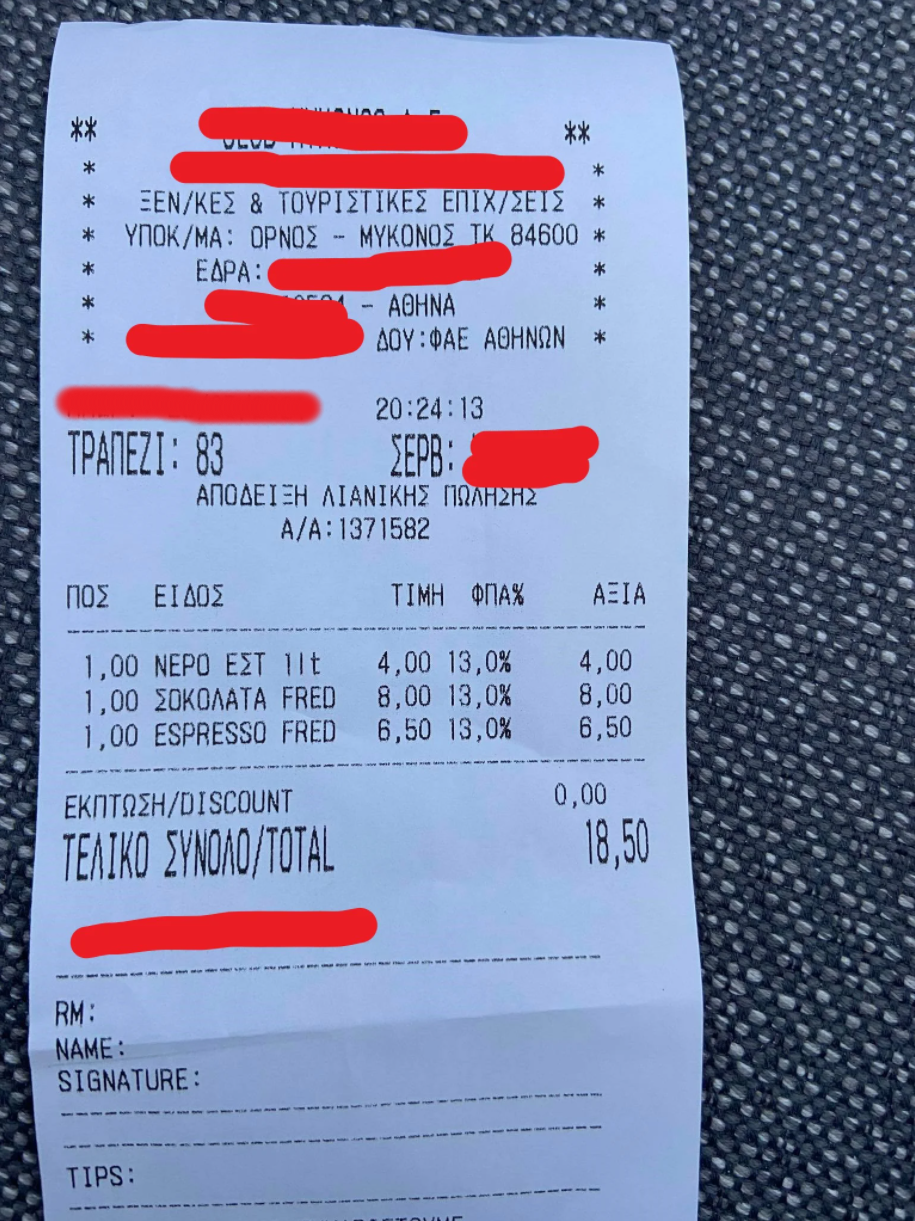 ** **
* *
* ΞΕΝ/ΚΕΣ & ΤΟΥΡΙΣΤΙΚΕΣ ΕΠΙΧ/ΣΕΙΣ *
* ΥΠΟΚ/ΜΑ: ΟΡΝΟΣ - ΜΥΚΟΝΟΣ ΤΚ 84600 *
* ΕΔΡΑ: *
* - ΑΘΗΝΑ *
* ΔΟΥ:ΦΑΕ ΑΘΗΝΩΝ *
20:24:13
ΤΡΑΠΕΖΙ: 83 ΣΕΡΒ:
ΑΠΟΔΕΙΞΗ ΛΙΑΝΙΚΗΣ ΠΩΛΗΣΗΣ
Α/Α:1371582
ΠΟΣ ΕΙΔΟΣ ΤΙΜΗ ΦΠΑ% ΑΞΙΑ
1,00 ΝΕΡΟ ΕΣΤ 1lt 4,00 13,0% 4,00
1,00 ΣΟΚΟΛΑΤΑ FRED 8,00 13,0% 8,00
1,00 ESPRESSO FRED 6,50 13,0% 6,50
ΕΚΠΤΩΣΗ/DISCOUNT 0,00
ΤΕΛΙΚΟ ΣΥΝΟΛΟ/TOTAL 18,50
RM:
NAME:
SIGNATURE:
TIPS: